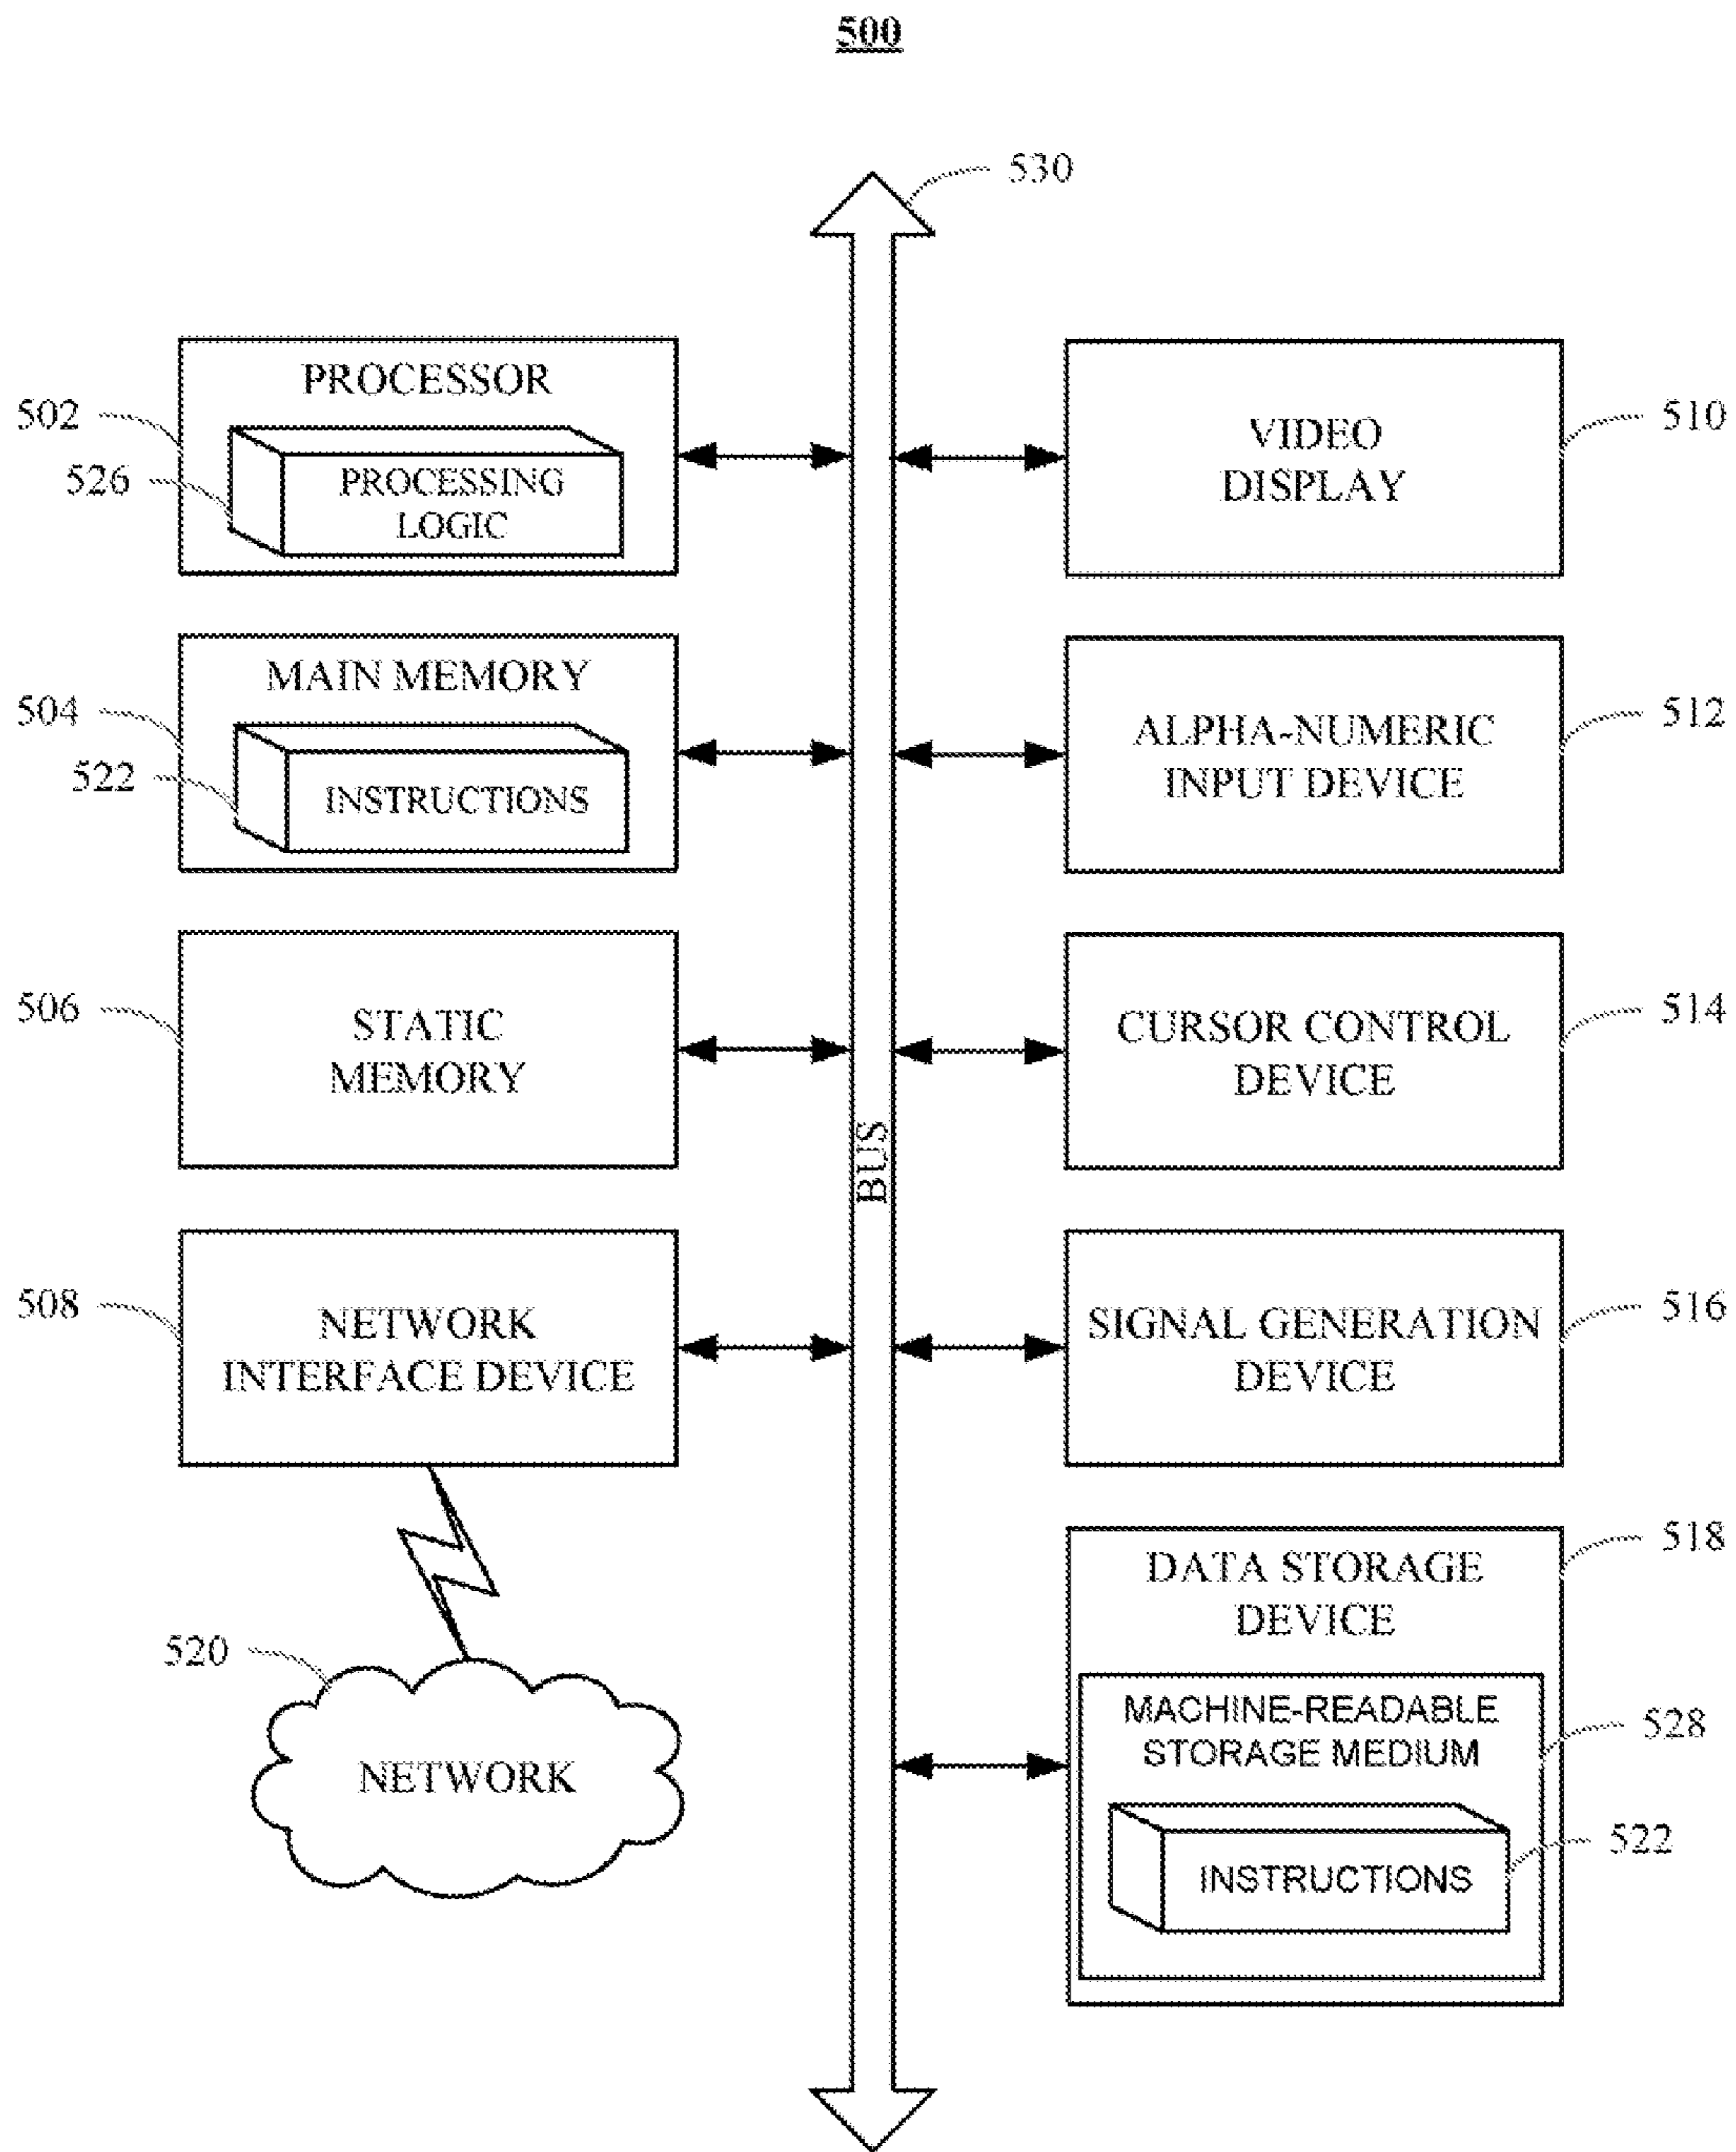 500
530
PROCESSOR
502
526
PROCESSING
LOGIC
VIDEO
DISPLAY
510
MAIN MEMORY
504
522
INSTRUCTIONS
ALPHA-NUMERIC
INPUT DEVICE
512
506
STATIC
MEMORY
CURSOR CONTROL
DEVICE
514
BUS
508
NETWORK
INTERFACE DEVICE
SIGNAL GENERATION
DEVICE
516
520
NETWORK
DATA STORAGE
DEVICE
518
MACHINE-READABLE
STORAGE MEDIUM
528
INSTRUCTIONS
522